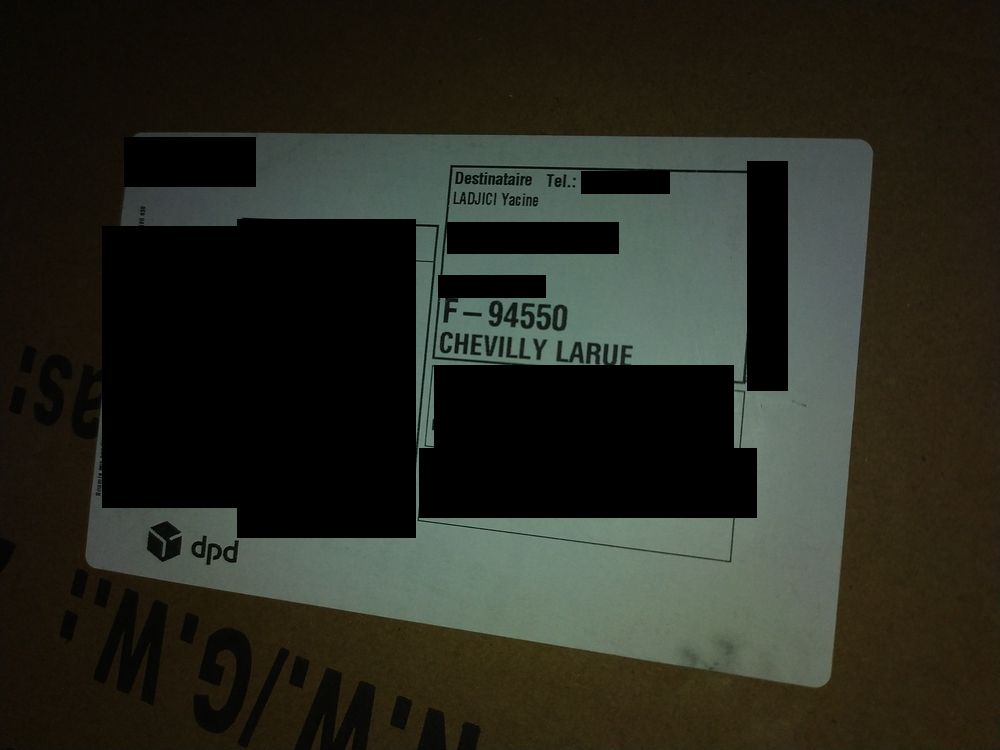 Destinataire Tel.:
LADJICI Yacine
F – 94550
CHEVILLY LARUE
dpd
N.W./G.W.: